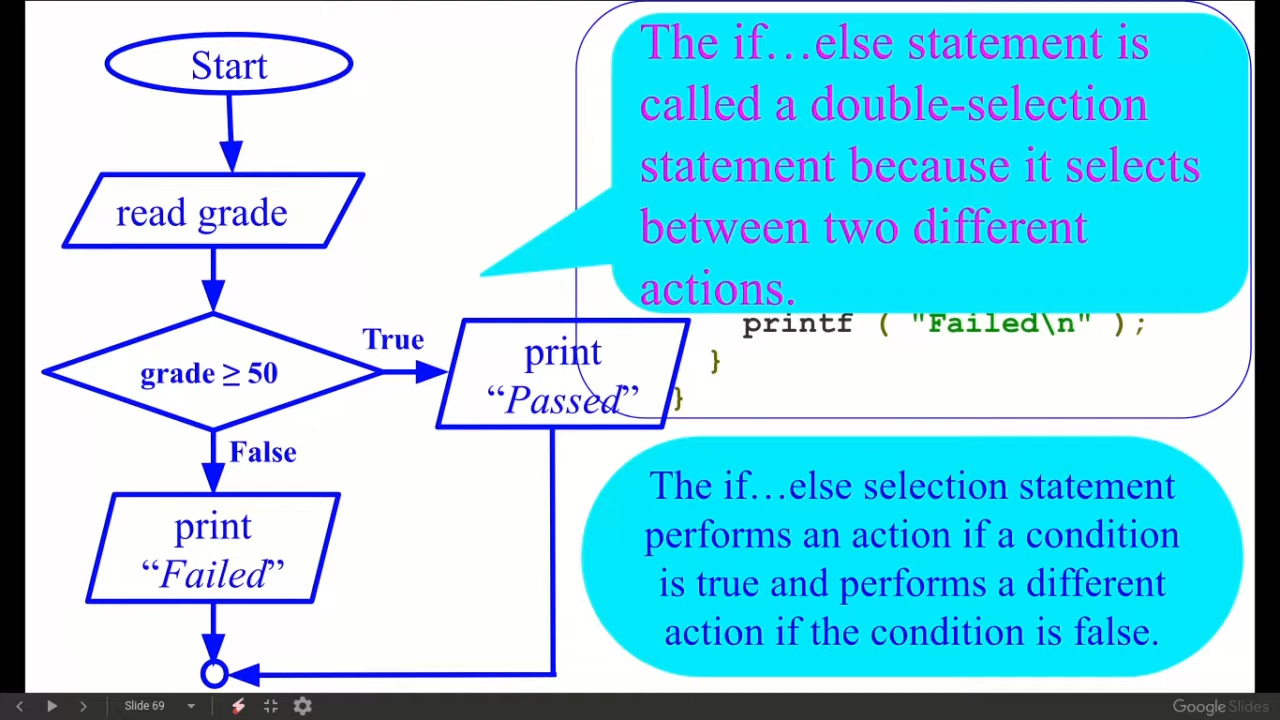 Start
read grade
grade ≥ 50
True
print
“Passed”
False
print
“Failed”
The if…else statement is
called a double-selection
statement because it selects
between two different
actions.
printf ( "Failed\n" );
}
}
The if…else selection statement
performs an action if a condition
is true and performs a different
action if the condition is false.
Slide 69
Google Slides